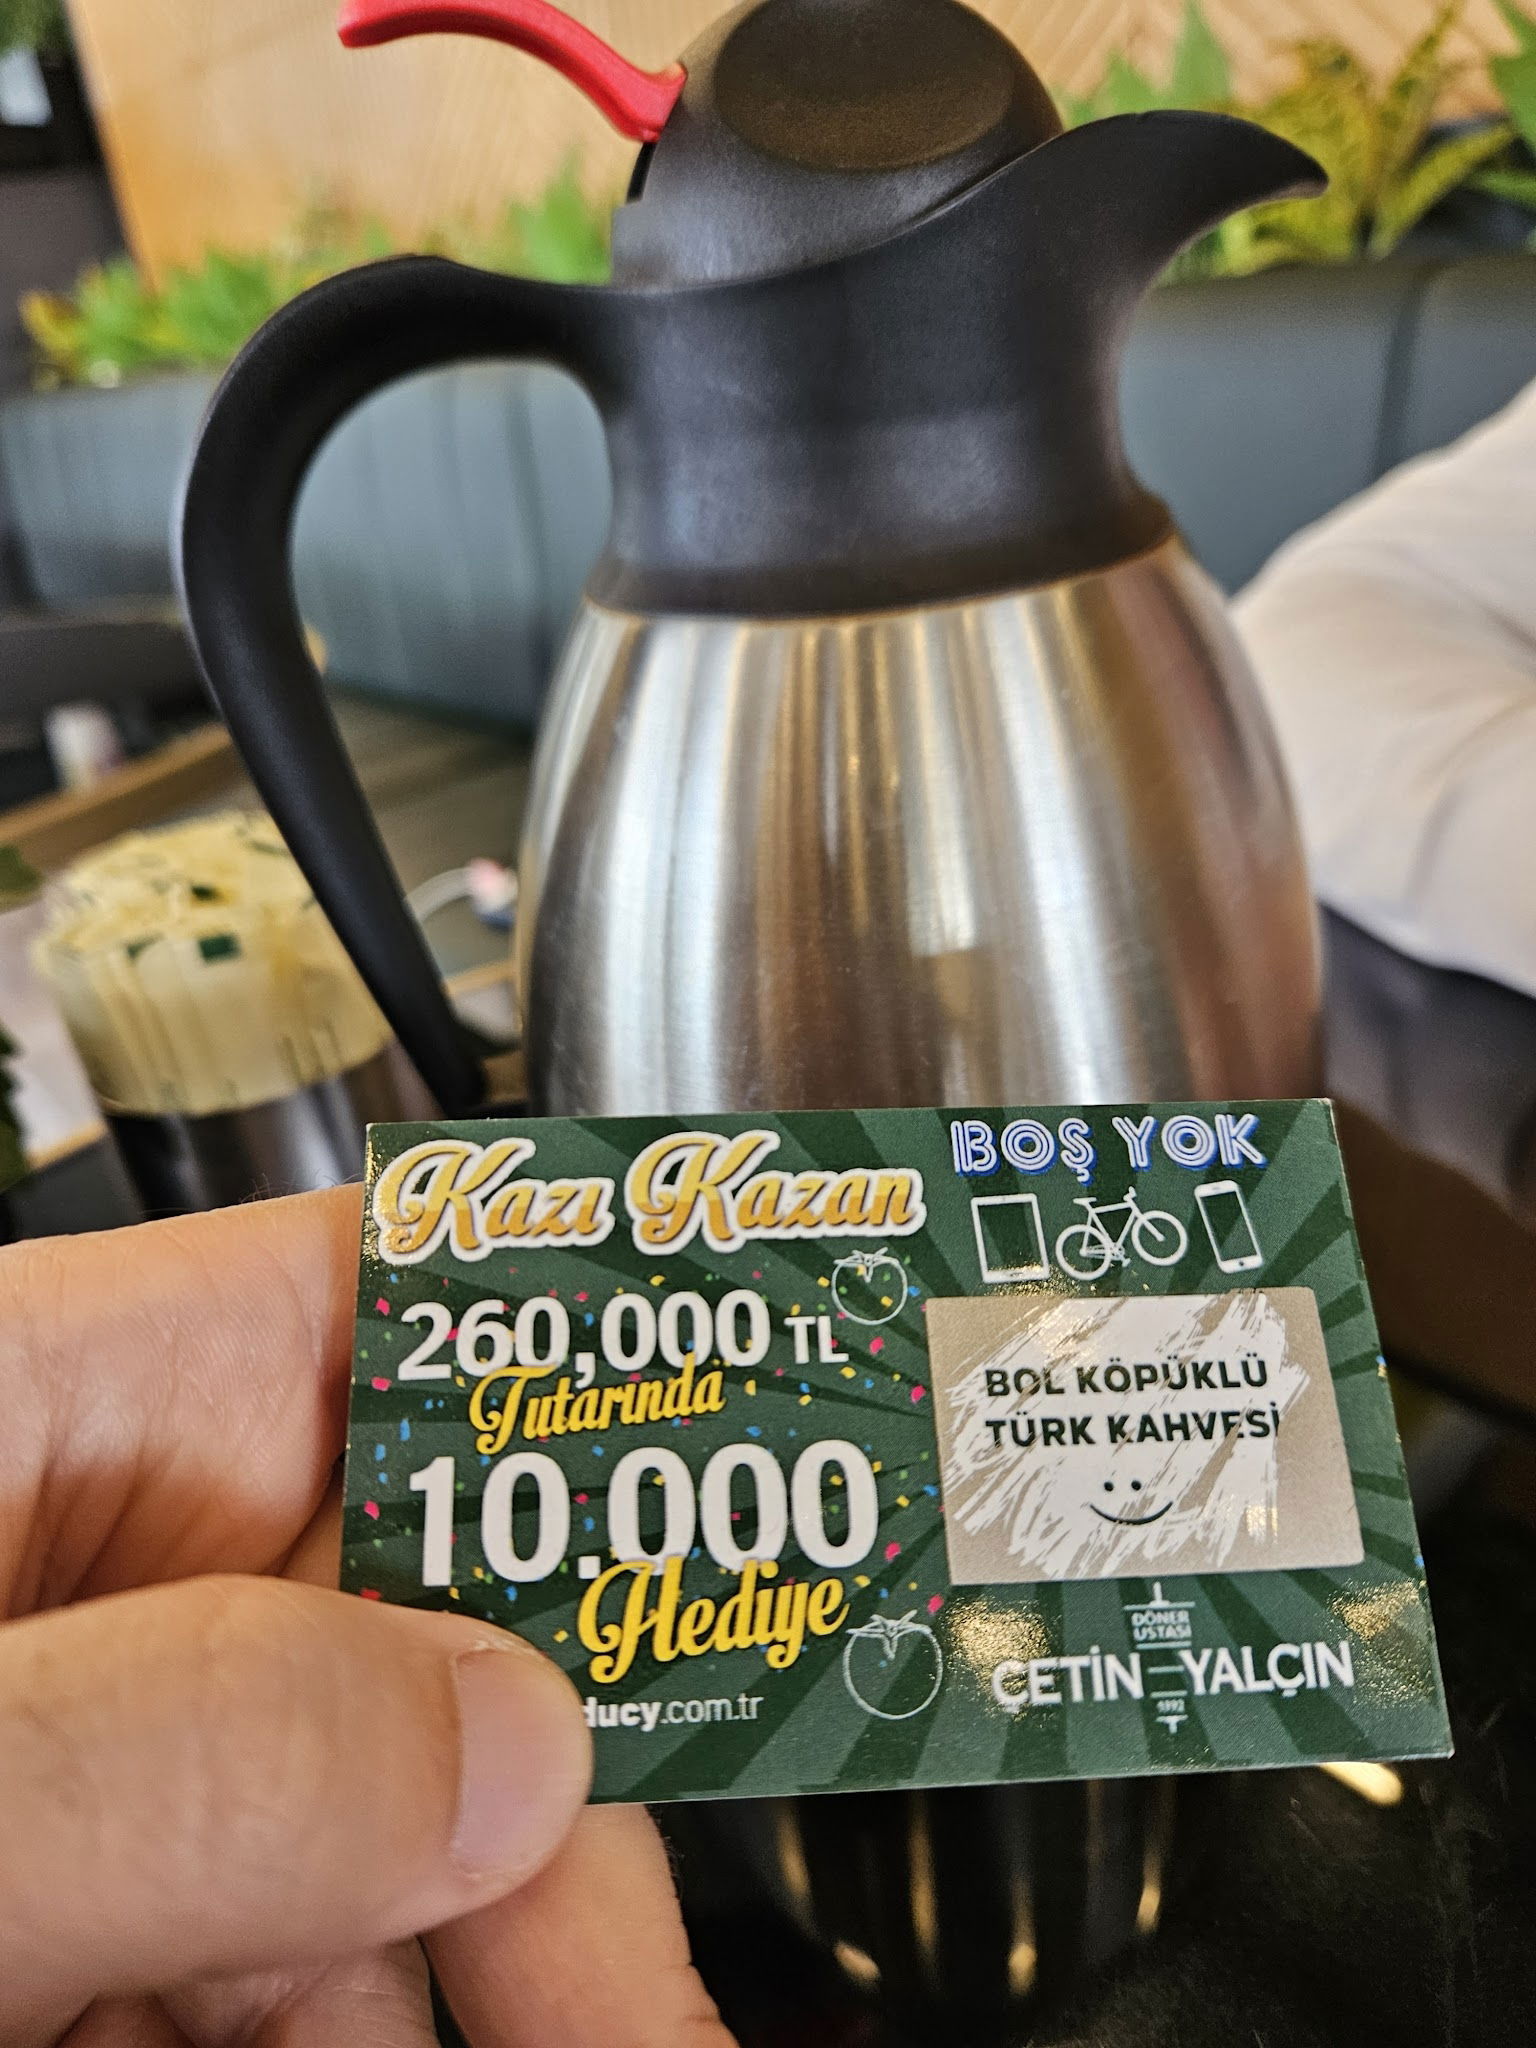 Kazı Kazan
260,000 TL
Tutarında
10.000
Hediye
.com.tr
BOŞ YOK
BOL KÖPÜKLÜ
TÜRK KAHVESİ
DÖNER
USTASI
ÇETİN YALÇIN
1992